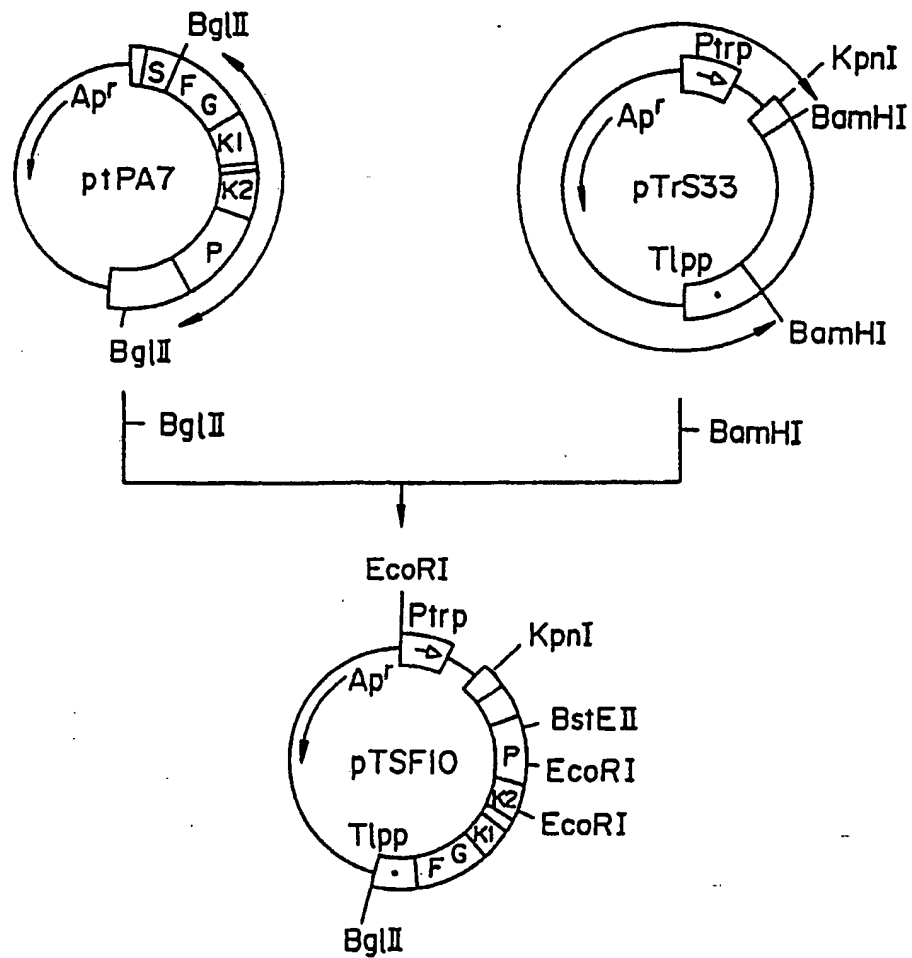 BglII
S
F
G
K1
K2
P
Apr
ptPA7
BglII
Ptrp
KpnI
BamHI
Apr
pTrS33
Tlpp
BamHI
BglII
BamHI
EcoRI
Ptrp
KpnI
Apr
BstEII
pTSF10
P
EcoRI
K2
EcoRI
K1
G
F
Tlpp
BglII